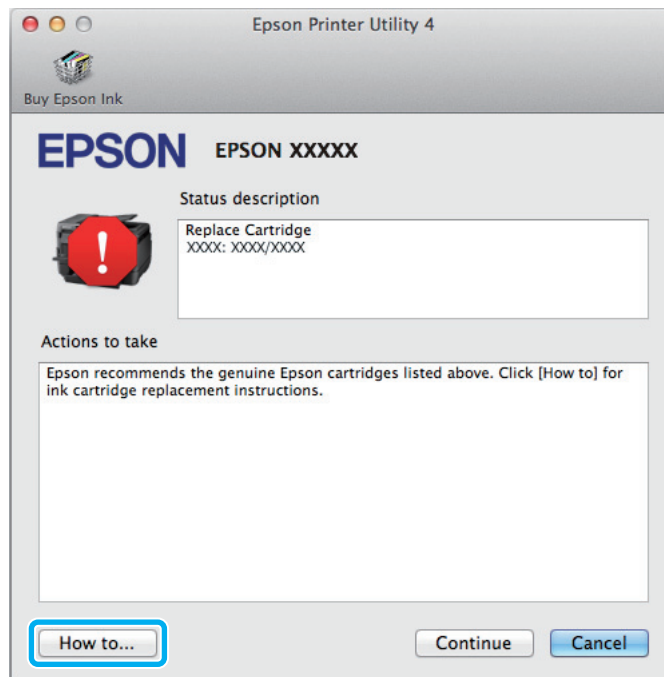 Epson Printer Utility 4
Buy Epson Ink
EPSON
EPSON XXXXX
Status description
Replace Cartridge
XXXX: XXXX/XXXX
Actions to take
Epson recommends the genuine Epson cartridges listed above. Click [How to] for
ink cartridge replacement instructions.
How to...
Continue
Cancel